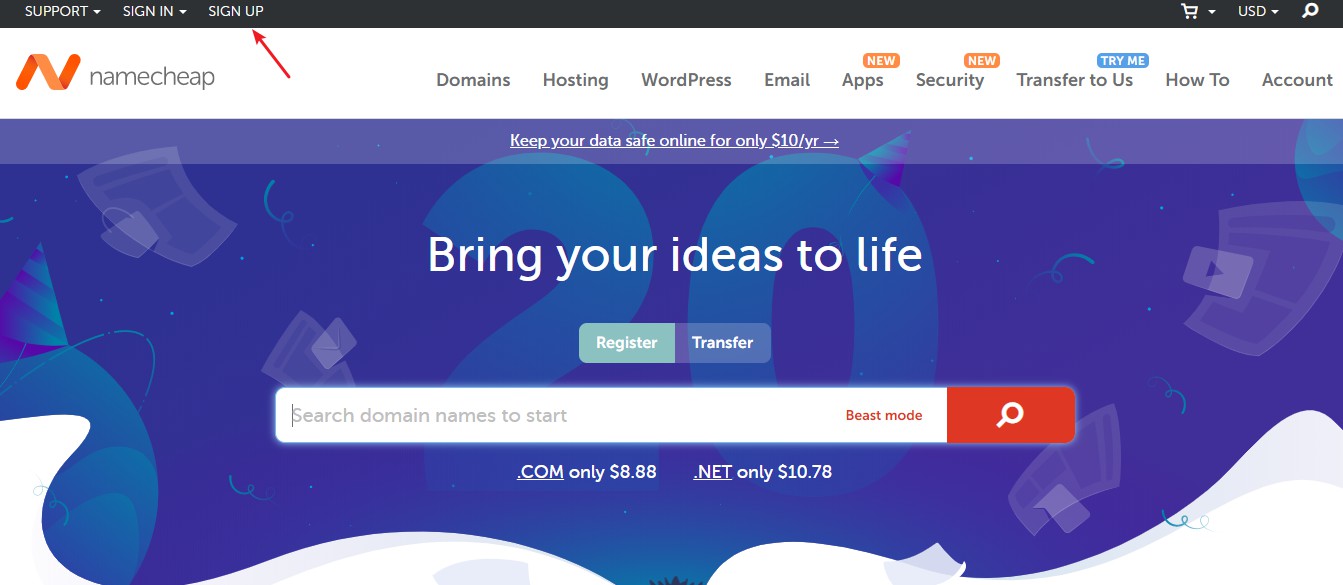 SUPPORT SIGN IN SIGN UP USD
NEW NEW TRY ME
namecheap Domains Hosting WordPress Email Apps Security Transfer to Us How To Account
Keep your data safe online for only $10/yr →
20
Bring your ideas to life
Register Transfer
Search domain names to start Beast mode
.COM only $8.88 .NET only $10.78